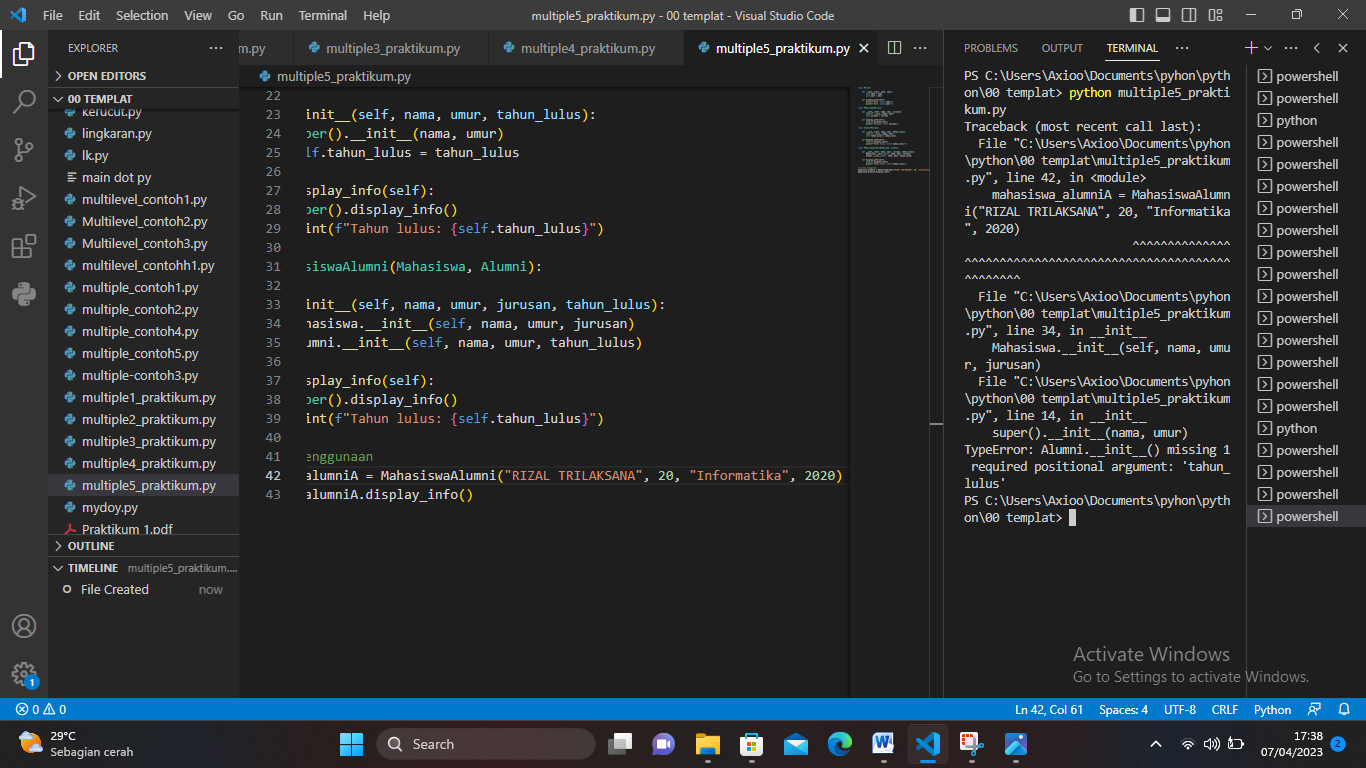 File Edit Selection View Go Run Terminal Help
multiple5_praktikum.py - 00 templat - Visual Studio Code
EXPLORER
OPEN EDITORS
00 TEMPLAT
kerucut.py
lingkaran.py
lk.py
main dot py
multilevel_contoh1.py
Multilevel_contoh2.py
Multilevel_contoh3.py
multilevel_contohh1.py
multiple_contoh1.py
multiple_contoh2.py
multiple_contoh4.py
multiple_contoh5.py
multiple-contoh3.py
multiple1_praktikum.py
multiple2_praktikum.py
multiple3_praktikum.py
multiple4_praktikum.py
multiple5_praktikum.py
mydoy.py
Praktikum 1.pdf
OUTLINE
TIMELINE multiple5_praktikum....
File Created now
m.py multiple3_praktikum.py multiple4_praktikum.py multiple5_praktikum.py
multiple5_praktikum.py
22
23 init__(self, nama, umur, tahun_lulus):
24 per().__init__(nama, umur)
25 lf.tahun_lulus = tahun_lulus
26
27 splay_info(self):
28 per().display_info()
29 int(f"Tahun lulus: {self.tahun_lulus}")
30
31 siswaAlumni(Mahasiswa, Alumni):
32
33 init__(self, nama, umur, jurusan, tahun_lulus):
34 hasiswa.__init__(self, nama, umur, jurusan)
35 umni.__init__(self, nama, umur, tahun_lulus)
36
37 splay_info(self):
38 per().display_info()
39 int(f"Tahun lulus: {self.tahun_lulus}")
40
41 enggunaan
42 alumniA = MahasiswaAlumni("RIZAL TRILAKSANA", 20, "Informatika", 2020)
43 alumniA.display_info()
PROBLEMS OUTPUT TERMINAL
PS C:\Users\Axioo\Documents\pyhon\pyth
on\00 templat> python multiple5_prakti
kum.py
Traceback (most recent call last):
File "C:\Users\Axioo\Documents\pyhon
\python\00 templat\multiple5_praktikum
.py", line 42, in <module>
mahasiswa_alumniA = MahasiswaAlumn
i("RIZAL TRILAKSANA", 20, "Informatika
", 2020)
^^^^^^^^^^^^^^
^^^^^^^^^^^^^^^^^^^^^^^^^^^^^^^^^^^^^^
^^^^^^^^
File "C:\Users\Axioo\Documents\pyhon
\python\00 templat\multiple5_praktikum
.py", line 34, in __init__
Mahasiswa.__init__(self, nama, umu
r, jurusan)
File "C:\Users\Axioo\Documents\pyhon
\python\00 templat\multiple5_praktikum
.py", line 14, in __init__
super().__init__(nama, umur)
TypeError: Alumni.__init__() missing 1
required positional argument: 'tahun_
lulus'
PS C:\Users\Axioo\Documents\pyhon\pyth
on\00 templat>
powershell
powershell
python
powershell
powershell
powershell
powershell
powershell
powershell
powershell
powershell
powershell
powershell
powershell
powershell
powershell
python
powershell
powershell
powershell
powershell
Activate Windows
Go to Settings to activate Windows.
1
0 0
Ln 42, Col 61 Spaces: 4 UTF-8 CRLF Python
29°C
Sebagian cerah
Search
17:38
07/04/2023
2